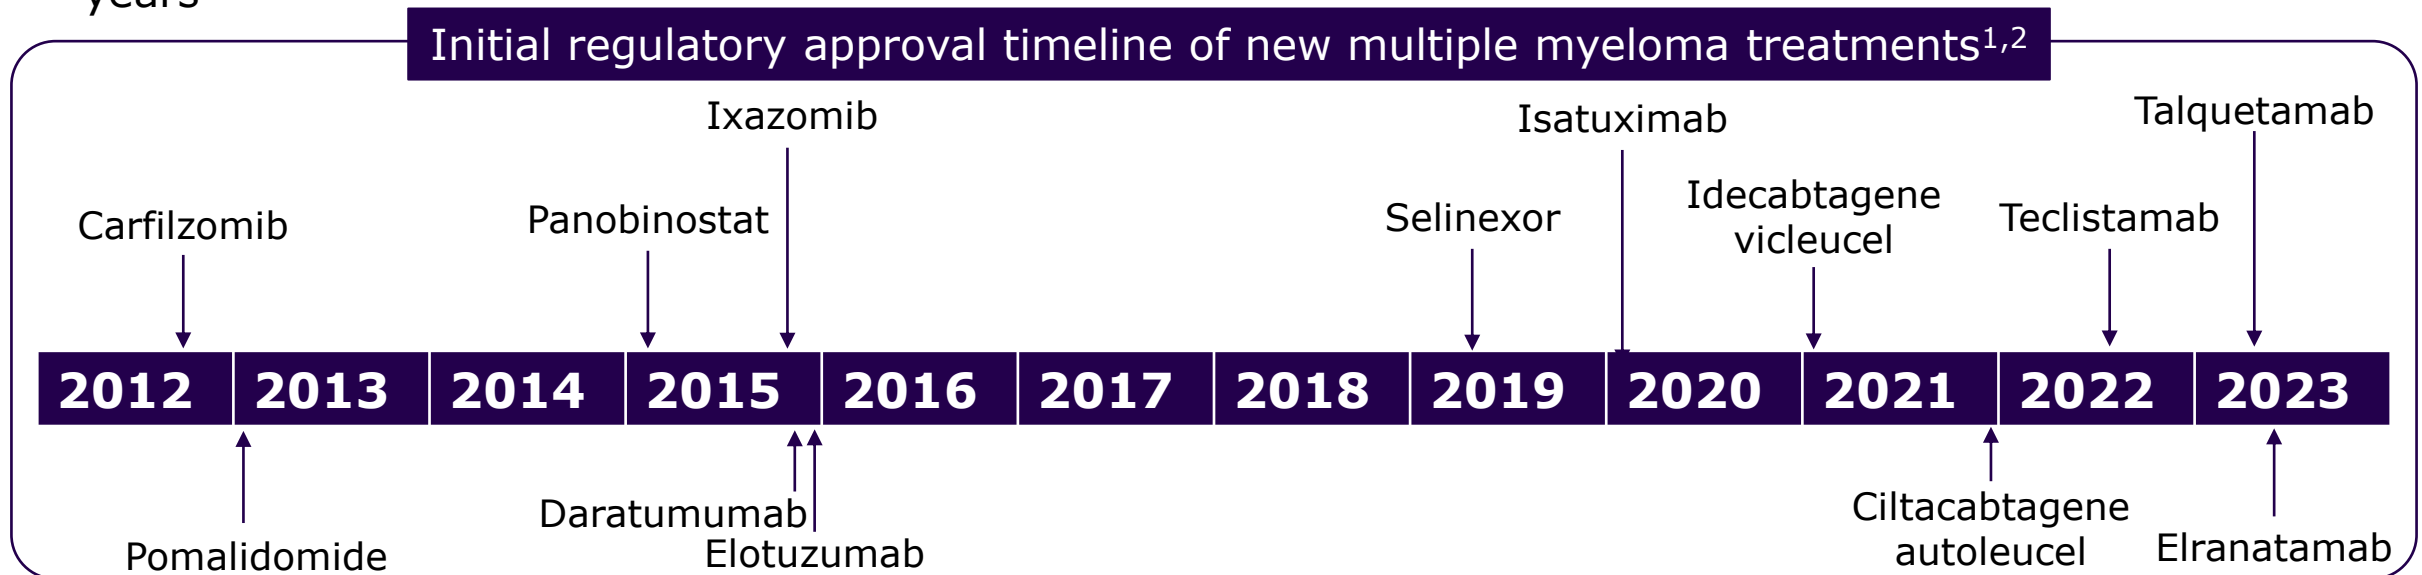 years
Initial regulatory approval timeline of new multiple myeloma treatments1,2
Ixazomib
Isatuximab
Talquetamab
Carfilzomib
Panobinostat
Selinexor
Idecabtagene
vicleucel
Teclistamab
2012 2013 2014 2015 2016 2017 2018 2019 2020 2021 2022 2023
Pomalidomide
Daratumumab
Elotuzumab
Ciltacabtagene
autoleucel
Elranatamab